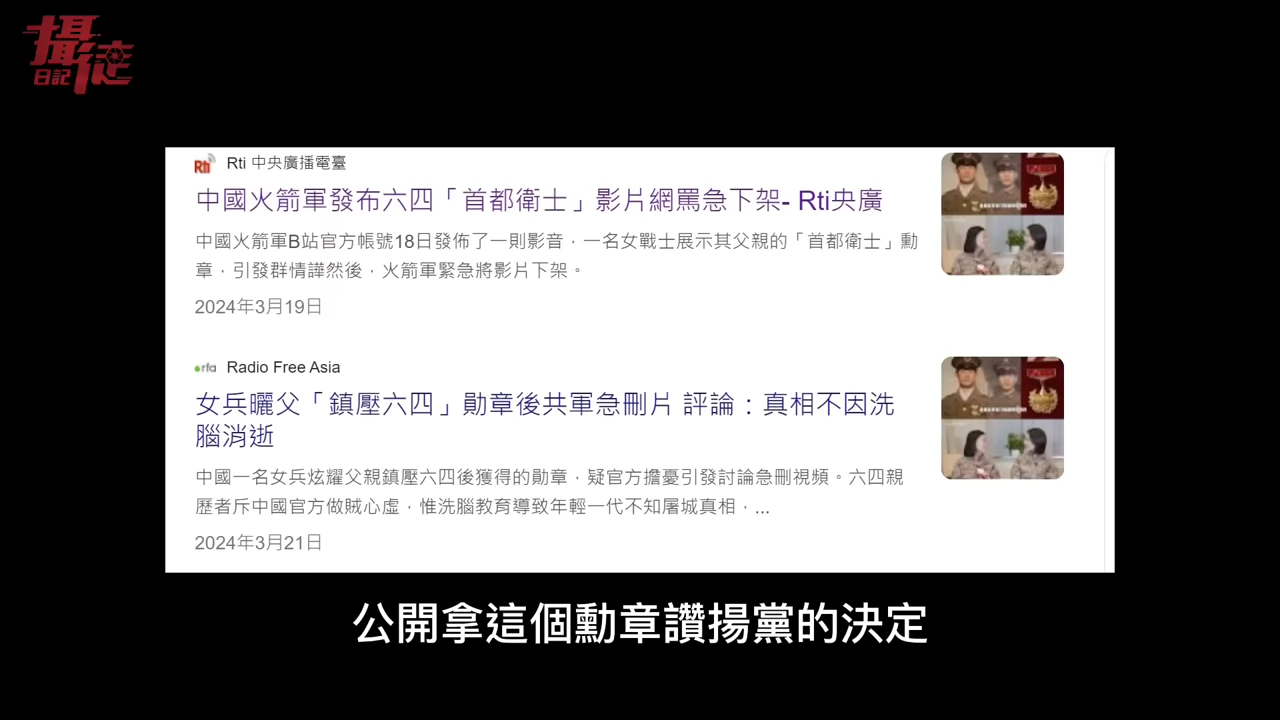 攝徒
日記
Rti Rti 中央廣播電臺
中國火箭軍發布六四「首都衛士」影片網罵急下架- Rti央廣
中國火箭軍B站官方帳號18日發佈了一則影音，一名女戰士展示其父親的「首都衛士」勳
章，引發群情譁然後，火箭軍緊急將影片下架。
2024年3月19日
rfa Radio Free Asia
女兵曬父「鎮壓六四」勛章後共軍急刪片 評論：真相不因洗
腦消逝
中國一名女兵炫耀父親鎮壓六四後獲得的勛章，疑官方擔憂引發討論急刪視頻。六四親
歷者斥中國官方做賊心虛，惟洗腦教育導致年輕一代不知屠城真相，...
2024年3月21日
公開拿這個勳章讚揚黨的決定